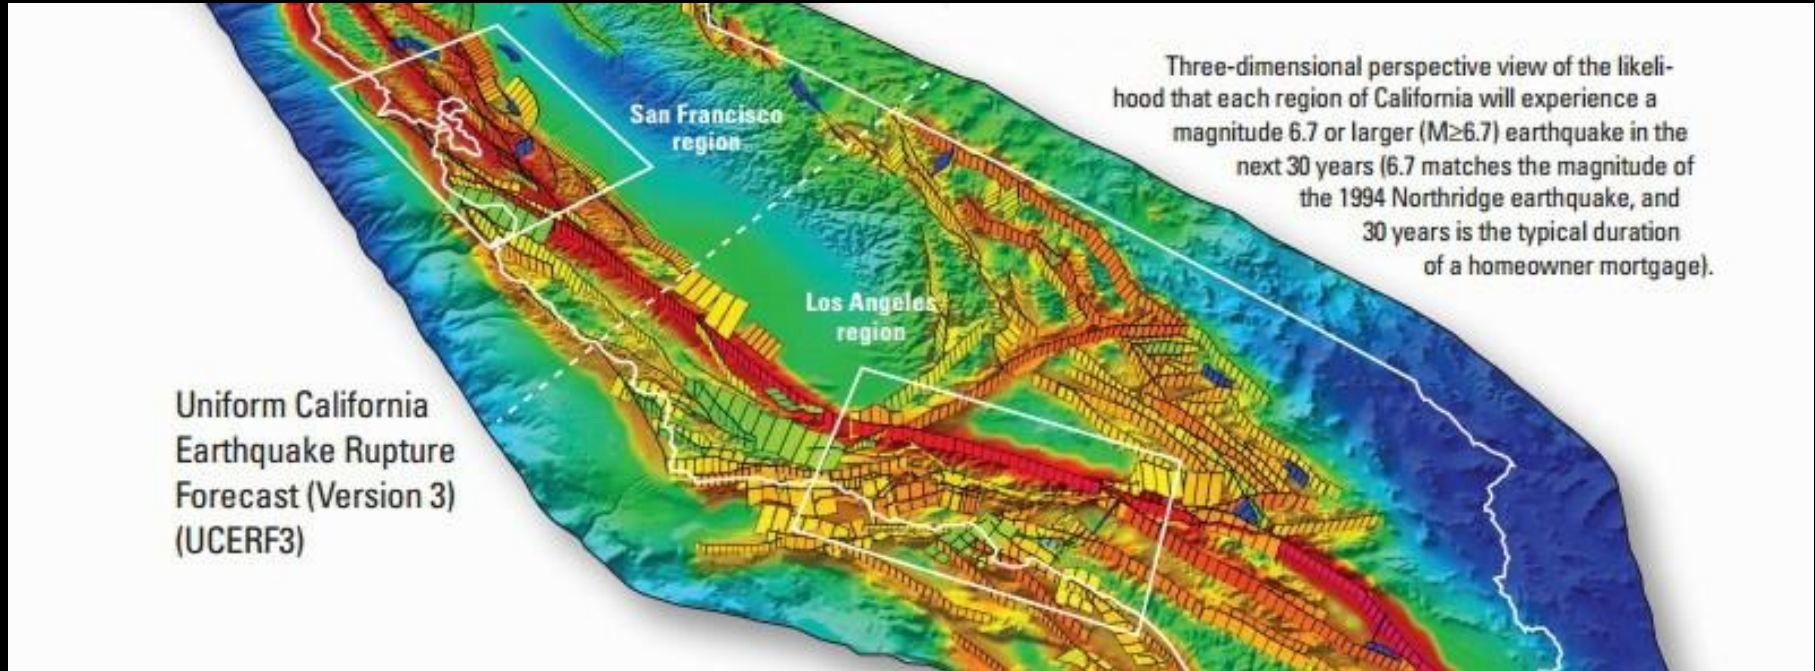 Three-dimensional perspective view of the likeli-
hood that each region of California will experience a
magnitude 6.7 or larger (M≥6.7) earthquake in the
next 30 years (6.7 matches the magnitude of
the 1994 Northridge earthquake, and
30 years is the typical duration
of a homeowner mortgage).
San Francisco
region
Los Angeles
region
Uniform California
Earthquake Rupture
Forecast (Version 3)
(UCERF3)